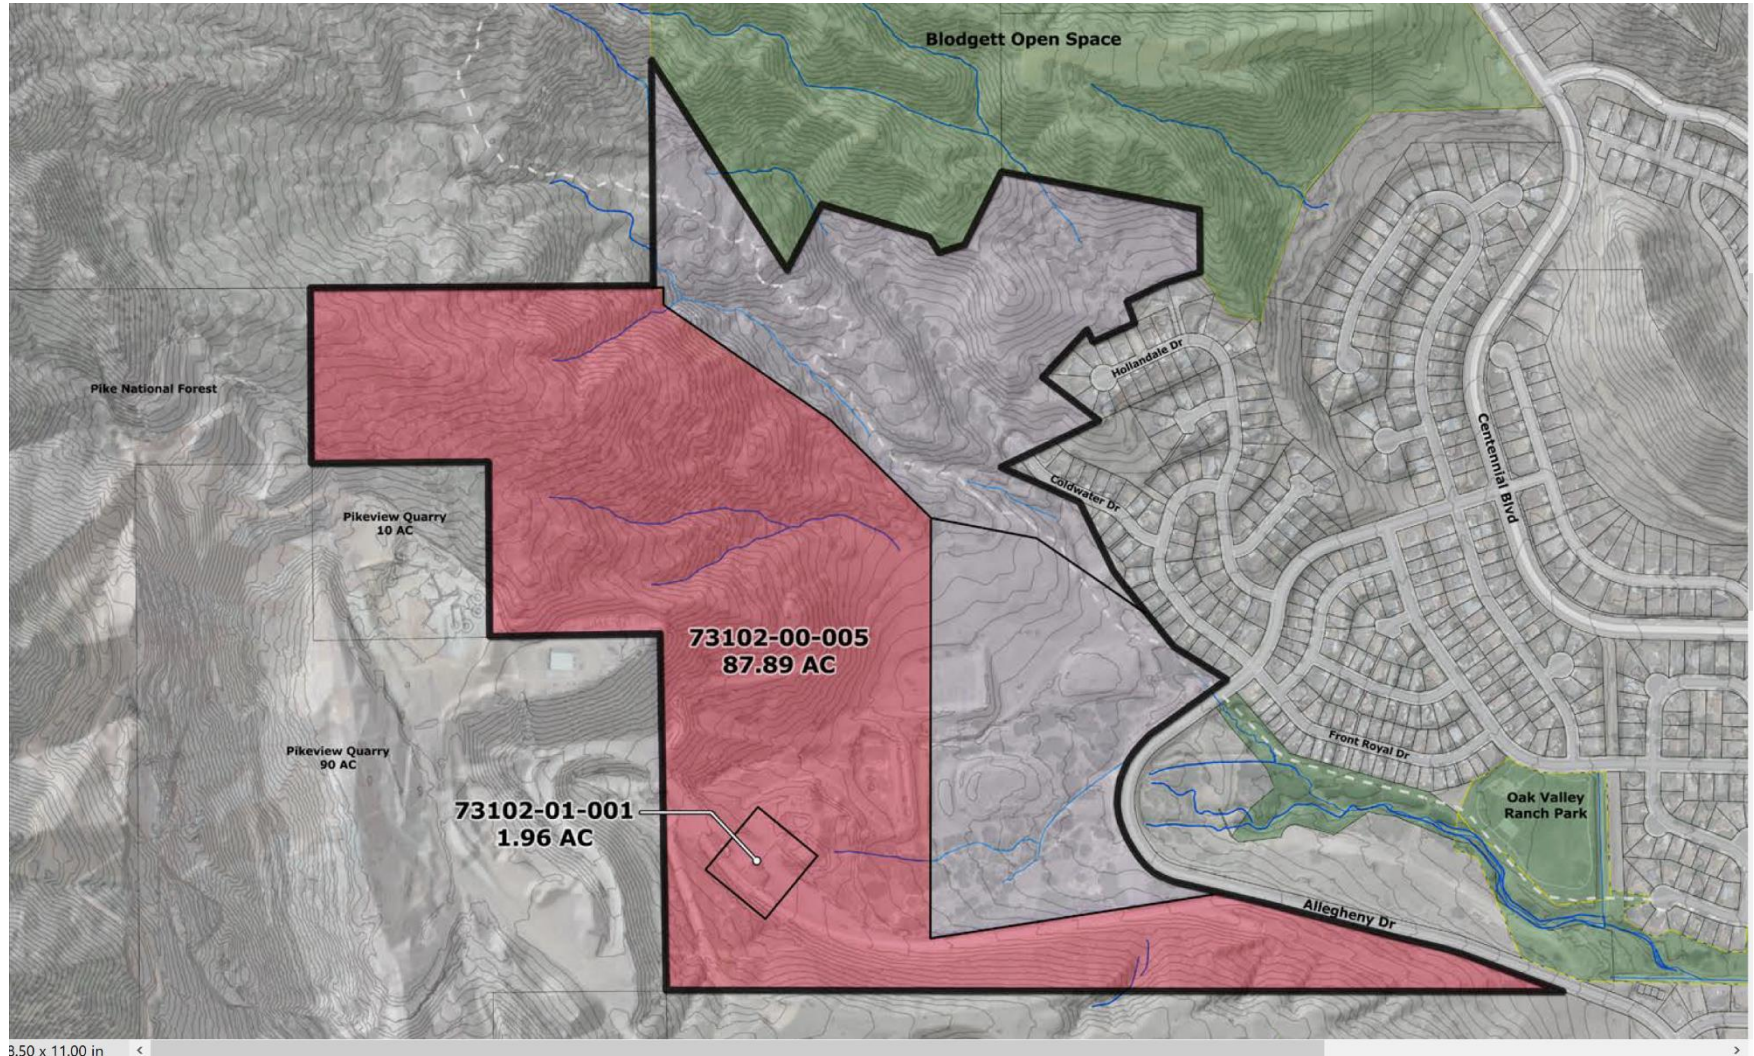 Blodgett Open Space
Hollandale Dr
Pike National Forest
Centennial Blvd
Coldwater Dr
Pikeview Quarry
10 AC
73102-00-005
87.89 AC
Front Royal Dr
Pikeview Quarry
90 AC
Oak Valley
Ranch Park
73102-01-001
1.96 AC
Allegheny Dr
8.50 x 11.00 in